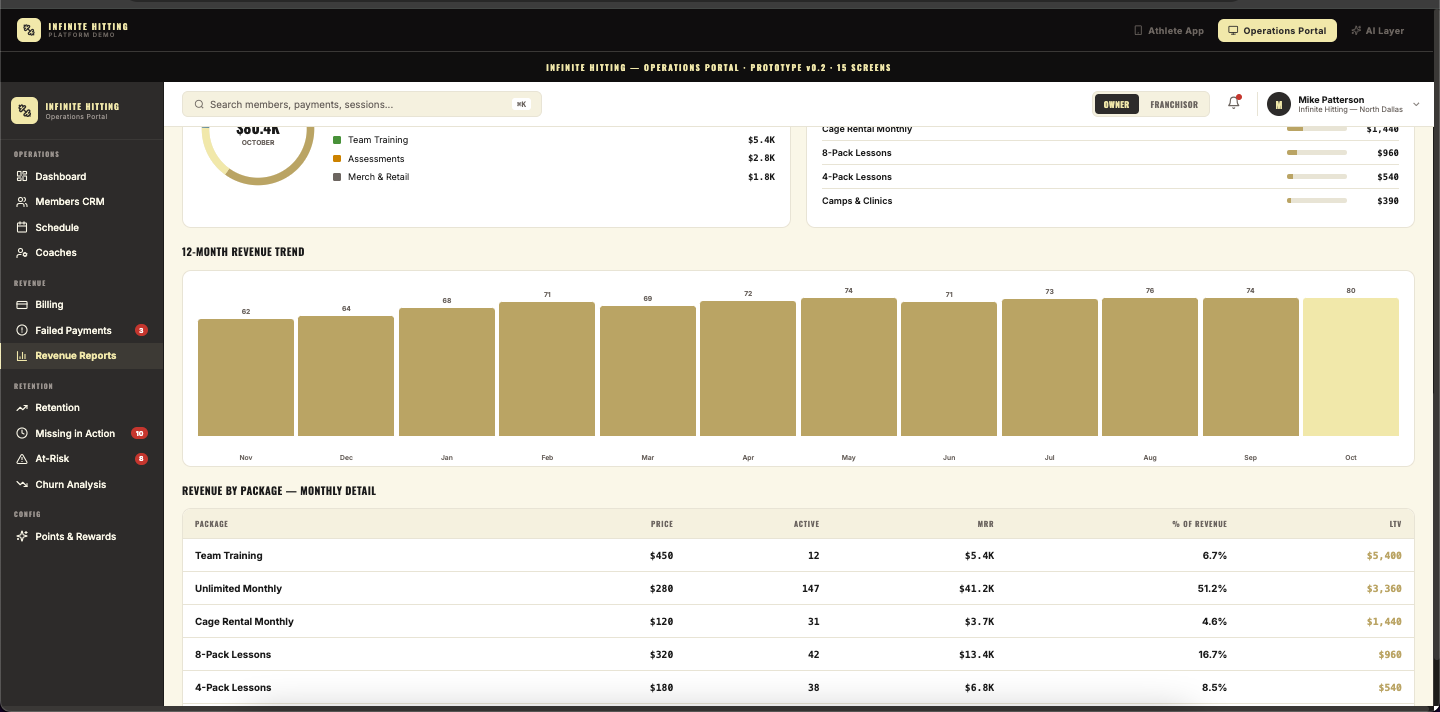 INFINITE HITTING
PLATFORM DEMO
Athlete App
Operations Portal
AI Layer
INFINITE HITTING — OPERATIONS PORTAL · PROTOTYPE v0.2 · 15 SCREENS
INFINITE HITTING
Operations Portal
Search members, payments, sessions...
⌘K
OWNER
FRANCHISOR
M
Mike Patterson
Infinite Hitting — North Dallas
OPERATIONS
Dashboard
Members CRM
Schedule
Coaches
REVENUE
Billing
Failed Payments 3
Revenue Reports
RETENTION
Retention
Missing in Action 10
At-Risk 8
Churn Analysis
CONFIG
Points & Rewards
$80.4K
OCTOBER
Team Training $5.4K
Assessments $2.8K
Merch & Retail $1.8K
Cage Rental Monthly $1,440
8-Pack Lessons $960
4-Pack Lessons $540
Camps & Clinics $390
12-MONTH REVENUE TREND
62 64 68 71 69 72 74 71 73 76 74 80
Nov Dec Jan Feb Mar Apr May Jun Jul Aug Sep Oct
REVENUE BY PACKAGE — MONTHLY DETAIL
PACKAGE PRICE ACTIVE MRR % OF REVENUE LTV
Team Training $450 12 $5.4K 6.7% $5,400
Unlimited Monthly $280 147 $41.2K 51.2% $3,360
Cage Rental Monthly $120 31 $3.7K 4.6% $1,440
8-Pack Lessons $320 42 $13.4K 16.7% $960
4-Pack Lessons $180 38 $6.8K 8.5% $540